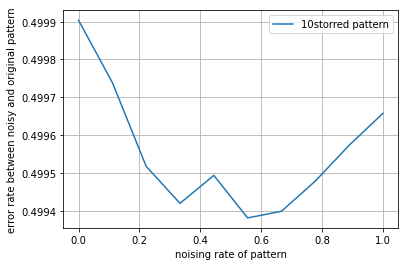 10storred pattern
error rate between noisy and original pattern
0.4999
0.4998
0.4997
0.4996
0.4995
0.4994
0.0 0.2 0.4 0.6 0.8 1.0
noising rate of pattern